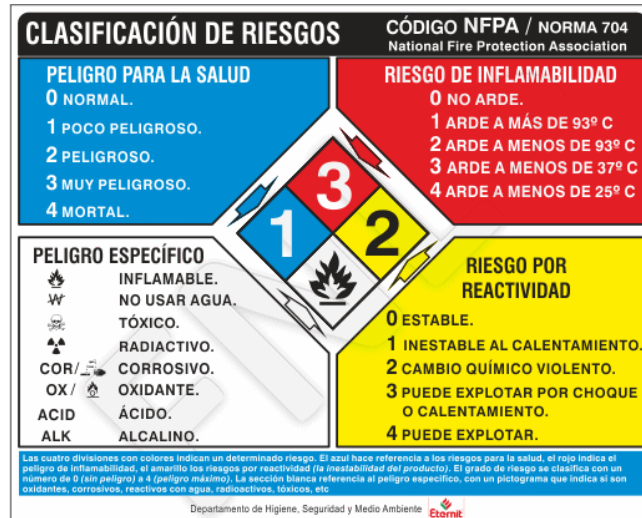 CLASIFICACIÓN DE RIESGOS
CÓDIGO NFPA / NORMA 704
National Fire Protection Association
PELIGRO PARA LA SALUD
0 NORMAL.
1 POCO PELIGROSO.
2 PELIGROSO.
3 MUY PELIGROSO.
4 MORTAL.
RIESGO DE INFLAMABILIDAD
0 NO ARDE.
1 ARDE A MÁS DE 93º C
2 ARDE A MENOS DE 93º C
3 ARDE A MENOS DE 37º C
4 ARDE A MENOS DE 25º C
3
1
2
PELIGRO ESPECÍFICO
INFLAMABLE.
W NO USAR AGUA.
TÓXICO.
RADIACTIVO.
COR/ CORROSIVO.
OX / OXIDANTE.
ACID ÁCIDO.
ALK ALCALINO.
RIESGO POR
REACTIVIDAD
0 ESTABLE.
1 INESTABLE AL CALENTAMIENTO.
2 CAMBIO QUÍMICO VIOLENTO.
3 PUEDE EXPLOTAR POR CHOQUE
O CALENTAMIENTO.
4 PUEDE EXPLOTAR.
Las cuatro divisiones con colores indican un determinado riesgo. El azul hace referencia a los riesgos para la salud, el rojo indica el
peligro de inflamabilidad, el amarillo los riesgos por reactividad (la inestabilidad del producto). El grado de riesgo se clasifica con un
número de 0 (sin peligro) a 4 (peligro máximo). La sección blanca referencia al peligro especifico, con un pictograma que indica si son
oxidantes, corrosivos, reactivos con agua, radioactivos, tóxicos, etc
Departamento de Higiene, Seguridad y Medio Ambiente Eternit